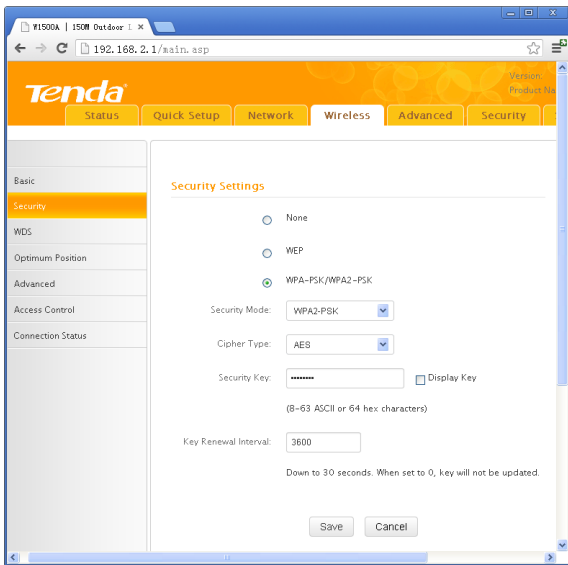 W1500A | 150M Outdoor
192.168.2.1/main.asp
Tenda
Version:
Product Na
Status Quick Setup Network Wireless Advanced Security
Basic
Security
WDS
Optimum Position
Advanced
Access Control
Connection Status
Security Settings
None
WEP
WPA-PSK/WPA2-PSK
Security Mode: WPA2-PSK
Cipher Type: AES
Security Key: •••••••• Display Key
(8-63 ASCII or 64 hex characters)
Key Renewal Interval: 3600
Down to 30 seconds. When set to 0, key will not be updated.
Save Cancel